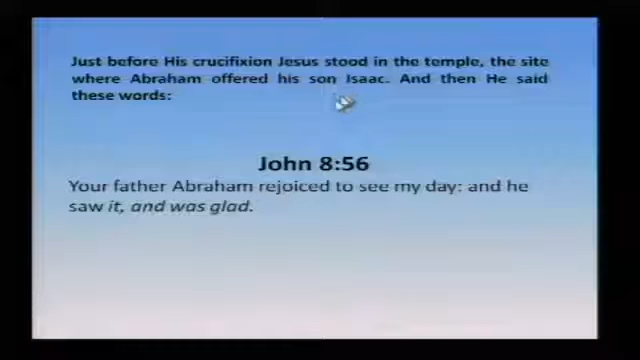 Just before His crucifixion Jesus stood in the temple, the site
where Abraham offered his son Isaac. And then He said
these words:
John 8:56
Your father Abraham rejoiced to see my day: and he
saw it, and was glad.